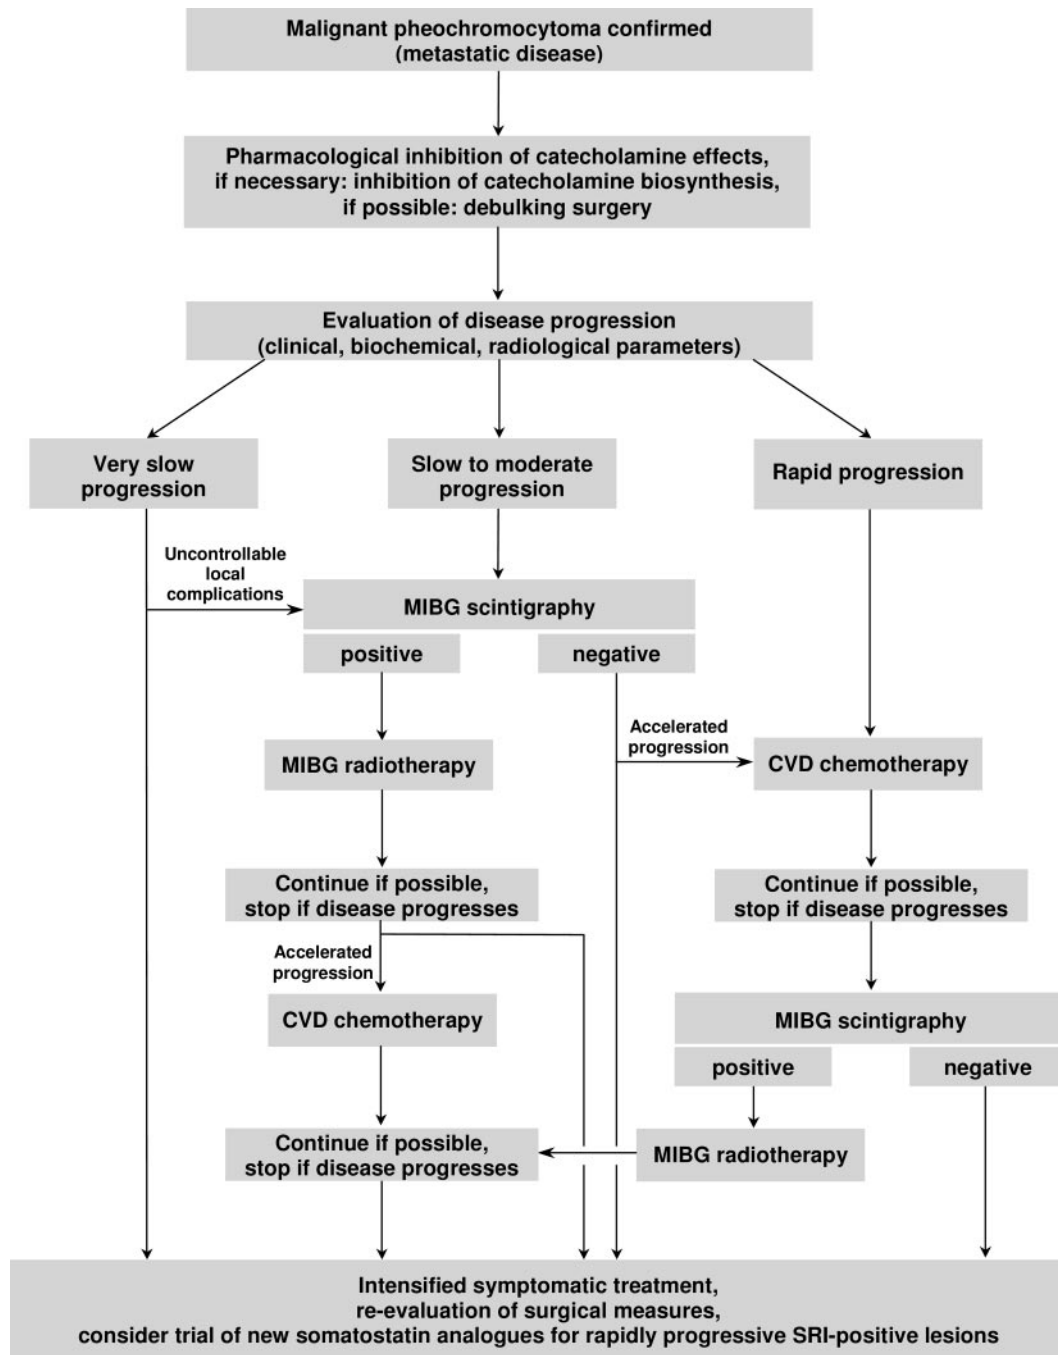 Malignant pheochromocytoma confirmed
(metastatic disease)
Pharmacological inhibition of catecholamine effects,
if necessary: inhibition of catecholamine biosynthesis,
if possible: debulking surgery
Evaluation of disease progression
(clinical, biochemical, radiological parameters)
Very slow
progression
Slow to moderate
progression
Rapid progression
Uncontrollable
local
complications
MIBG scintigraphy
positive
negative
MIBG radiotherapy
Accelerated
progression
CVD chemotherapy
Continue if possible,
stop if disease progresses
Continue if possible,
stop if disease progresses
Accelerated
progression
CVD chemotherapy
MIBG scintigraphy
positive
negative
Continue if possible,
stop if disease progresses
MIBG radiotherapy
Intensified symptomatic treatment,
re-evaluation of surgical measures,
consider trial of new somatostatin analogues for rapidly progressive SRI-positive lesions